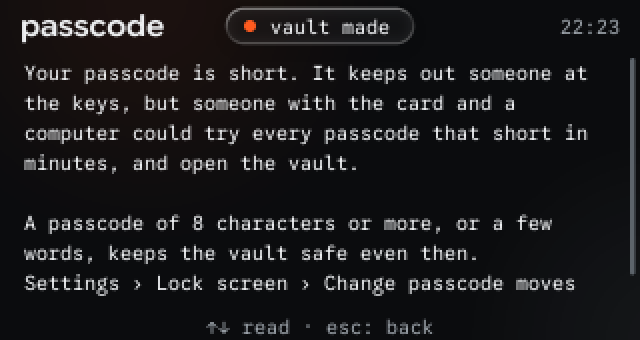 passcode
vault made
22:23
Your passcode is short. It keeps out someone at
the keys, but someone with the card and a
computer could try every passcode that short in
minutes, and open the vault.
A passcode of 8 characters or more, or a few
words, keeps the vault safe even then.
Settings › Lock screen › Change passcode moves
↑↓ read · esc: back